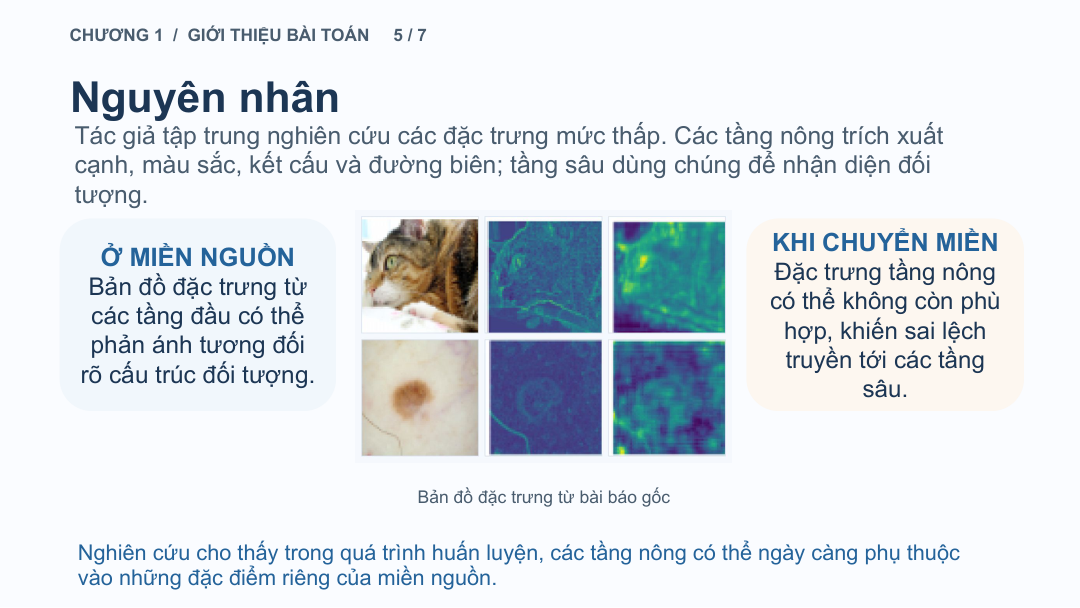 CHƯƠNG 1 / GIỚI THIỆU BÀI TOÁN 5 / 7
Nguyên nhân
Tác giả tập trung nghiên cứu các đặc trưng mức thấp. Các tầng nông trích xuất
cạnh, màu sắc, kết cấu và đường biên; tầng sâu dùng chúng để nhận diện đối
tượng.
Ở MIỀN NGUỒN
Bản đồ đặc trưng từ
các tầng đầu có thể
phản ánh tương đối
rõ cấu trúc đối tượng.
KHI CHUYỂN MIỀN
Đặc trưng tầng nông
có thể không còn phù
hợp, khiến sai lệch
truyền tới các tầng
sâu.
Bản đồ đặc trưng từ bài báo gốc
Nghiên cứu cho thấy trong quá trình huấn luyện, các tầng nông có thể ngày càng phụ thuộc
vào những đặc điểm riêng của miền nguồn.